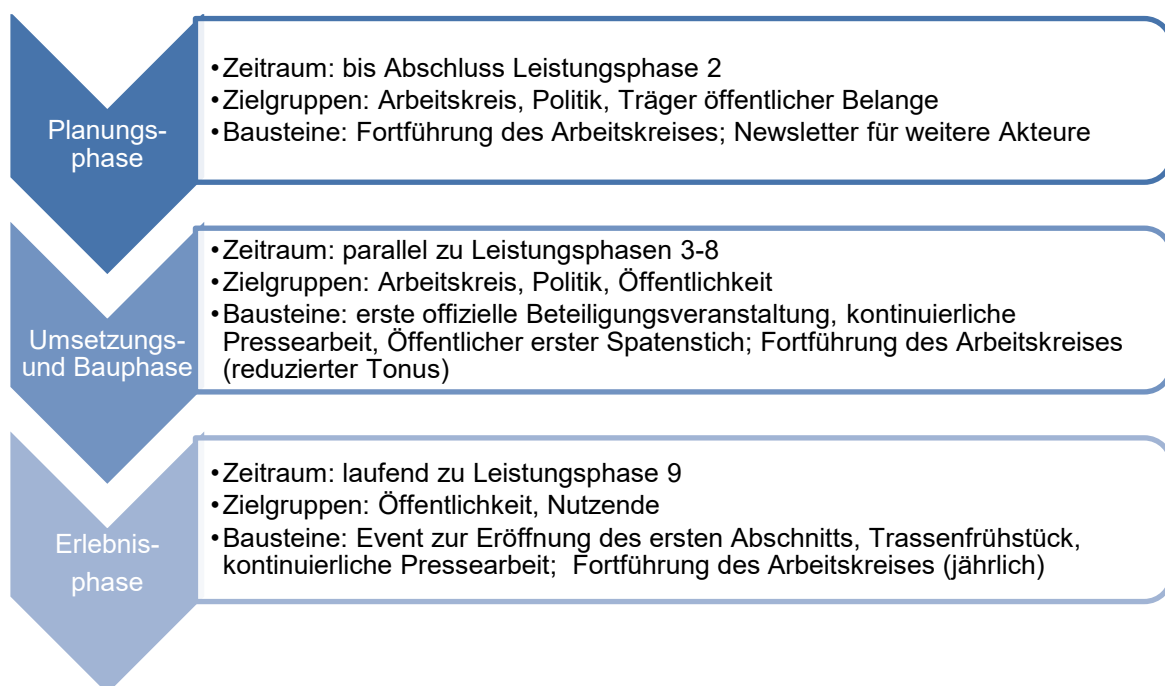 Planungs-
phase
•Zeitraum: bis Abschluss Leistungsphase 2
•Zielgruppen: Arbeitskreis, Politik, Träger öffentlicher Belange
•Bausteine: Fortführung des Arbeitskreises; Newsletter für weitere Akteure
Umsetzungs-
und Bauphase
•Zeitraum: parallel zu Leistungsphasen 3-8
•Zielgruppen: Arbeitskreis, Politik, Öffentlichkeit
•Bausteine: erste offizielle Beteiligungsveranstaltung, kontinuierliche
Pressearbeit, Öffentlicher erster Spatenstich; Fortführung des Arbeitskreises
(reduzierter Tonus)
Erlebnis-
phase
•Zeitraum: laufend zu Leistungsphase 9
•Zielgruppen: Öffentlichkeit, Nutzende
•Bausteine: Event zur Eröffnung des ersten Abschnitts, Trassenfrühstück,
kontinuierliche Pressearbeit;  Fortführung des Arbeitskreises (jährlich)